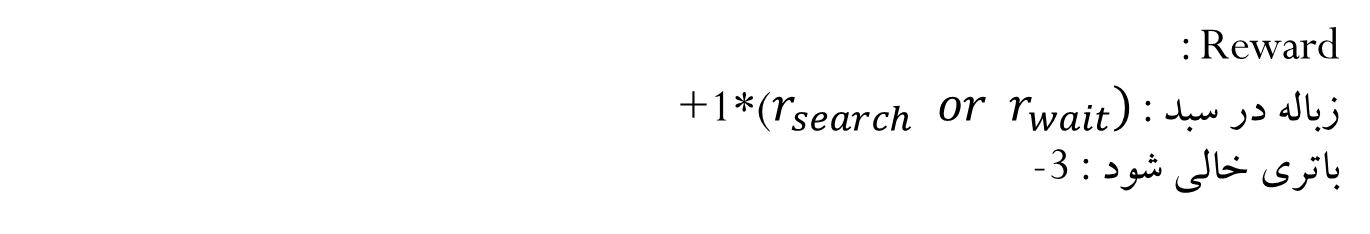 Reward :
زباله در سبد : +1*(r_search or r_wait)
باتری خالی شود : -3